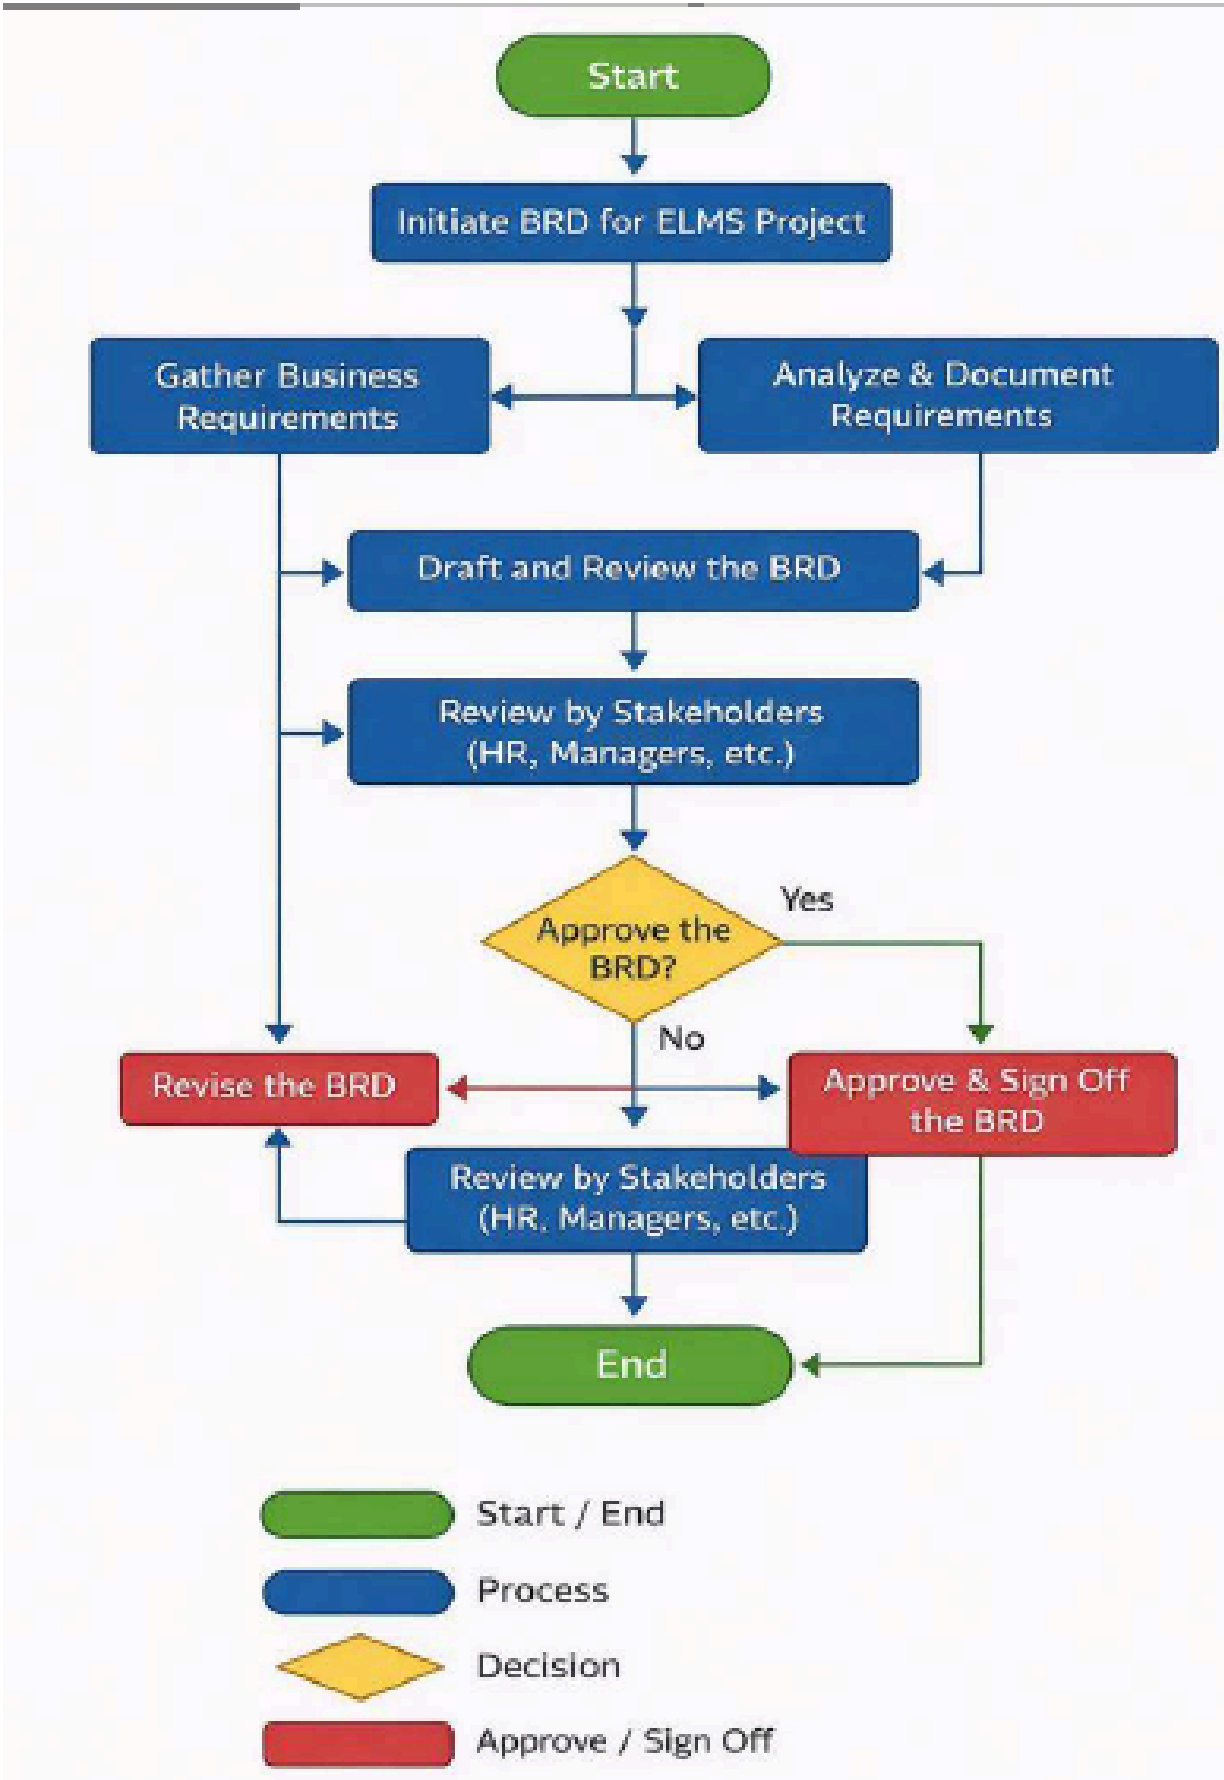 Start
Initiate BRD for ELMS Project
Gather Business
Requirements
Analyze & Document
Requirements
Draft and Review the BRD
Review by Stakeholders
(HR, Managers, etc.)
Approve the
BRD?
Yes
No
Revise the BRD
Approve & Sign Off
the BRD
Review by Stakeholders
(HR, Managers, etc.)
End
Start / End
Process
Decision
Approve / Sign Off